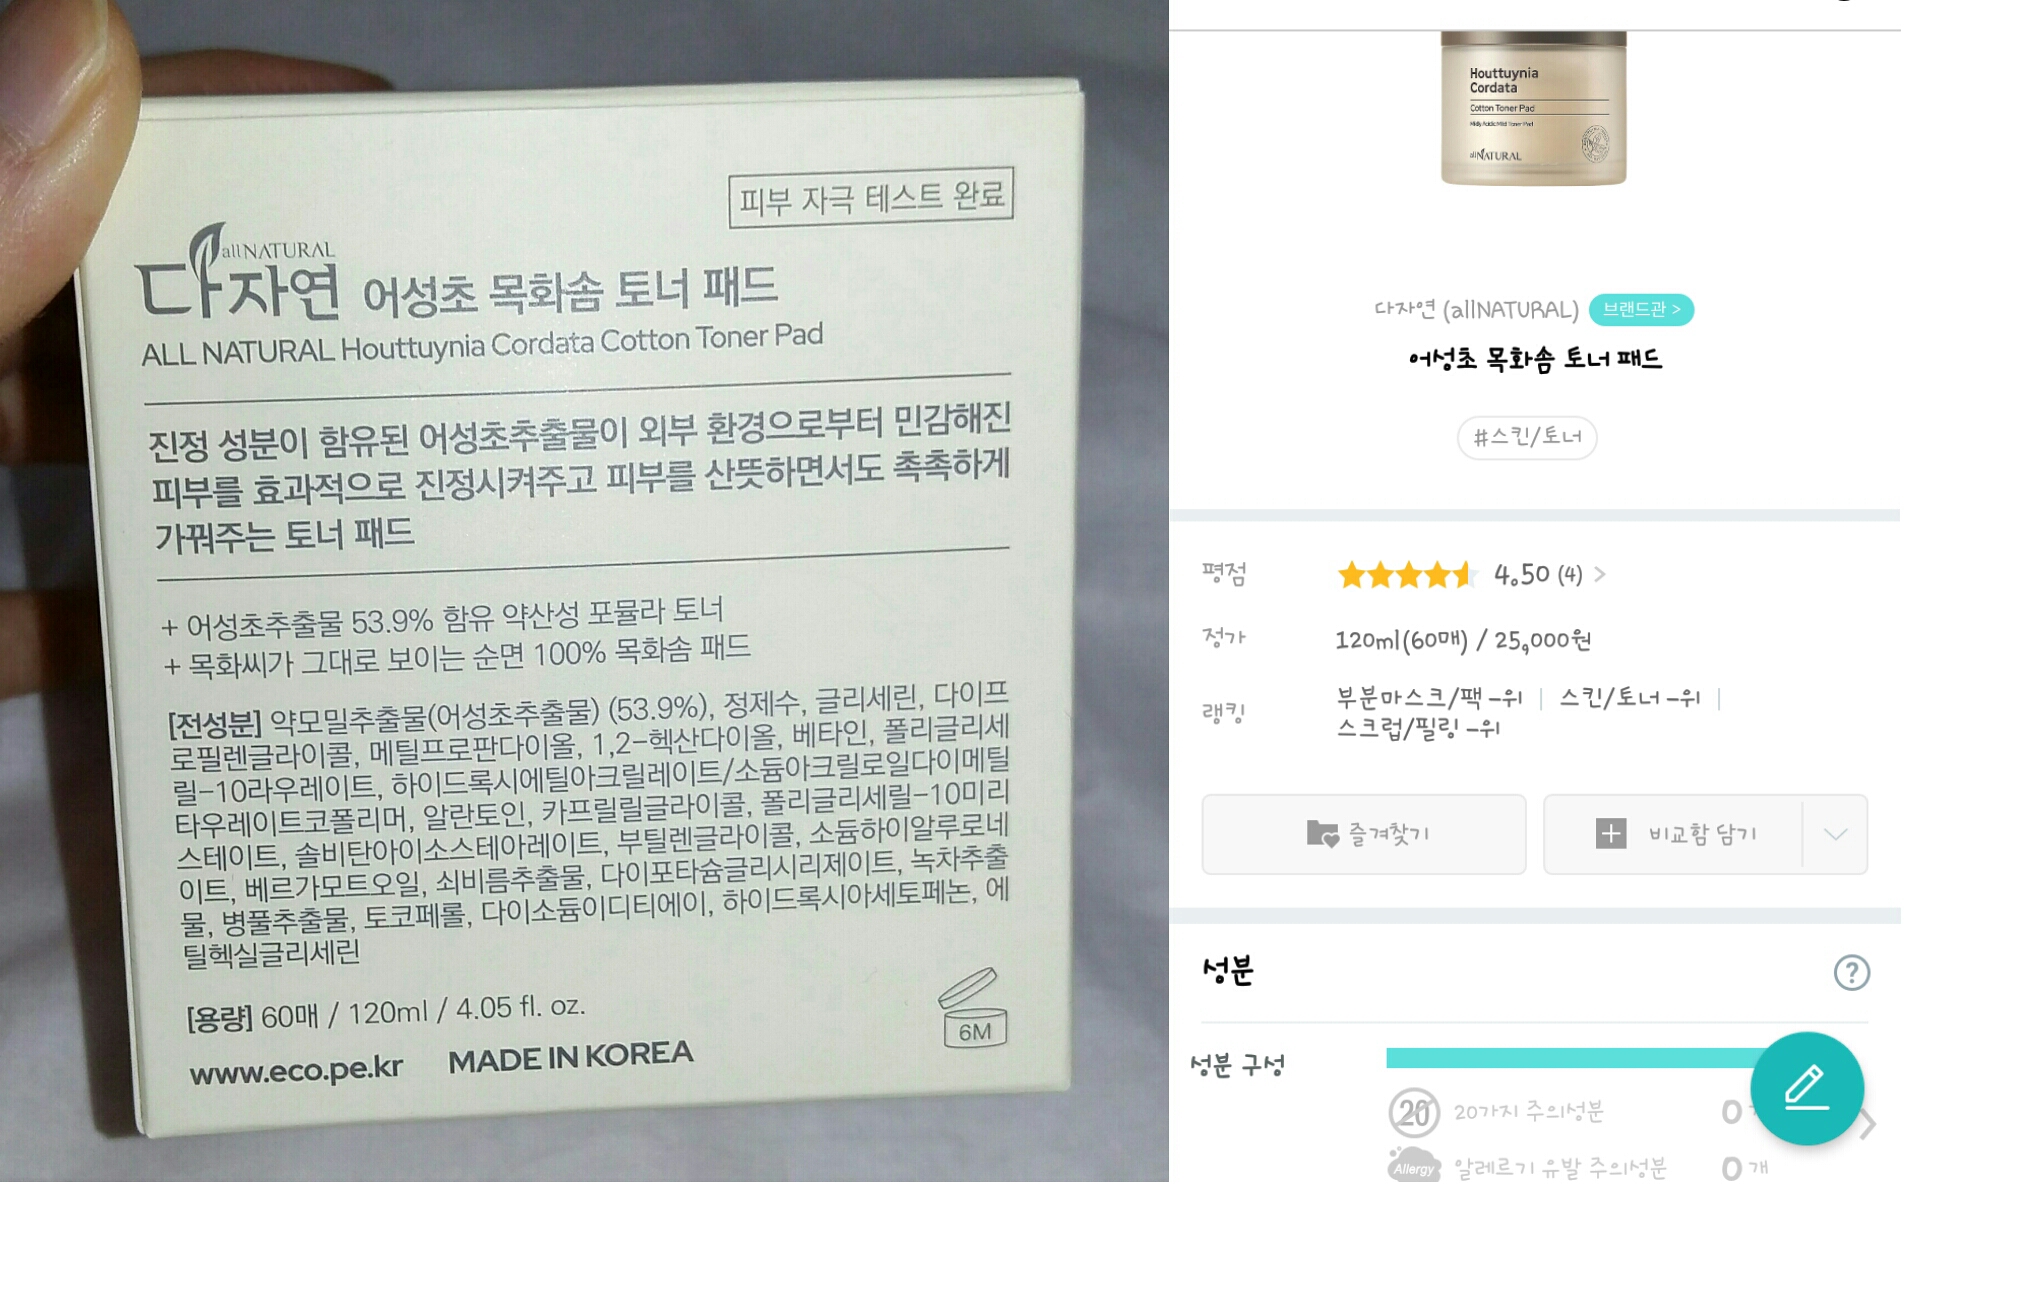 피부 자극 테스트 완료
allNATURAL
다자연 어성초 목화솜 토너 패드
ALL NATURAL Houttuynia Cordata Cotton Toner Pad
진정 성분이 함유된 어성초추출물이 외부 환경으로부터 민감해진
피부를 효과적으로 진정시켜주고 피부를 산뜻하면서도 촉촉하게
가꿔주는 토너 패드
+ 어성초추출물 53.9% 함유 약산성 포뮬라 토너
+ 목화씨가 그대로 보이는 순면 100% 목화솜 패드
[전성분] 약모밀추출물(어성초추출물) (53.9%), 정제수, 글리세린, 다이프
로필렌글라이콜, 메틸프로판다이올, 1,2-헥산다이올, 베타인, 폴리글리세
릴-10라우레이트, 하이드록시에틸아크릴레이트/소듐아크릴로일다이메틸
타우레이트코폴리머, 알란토인, 카프릴릴글라이콜, 폴리글리세릴-10미리
스테이트, 솔비탄아이소스테아레이트, 부틸렌글라이콜, 소듐하이알루로네
이트, 베르가모트오일, 쇠비름추출물, 다이포타슘글리시리제이트, 녹차추출
물, 병풀추출물, 토코페롤, 다이소듐이디티에이, 하이드록시아세토페논, 에
틸헥실글리세린
[용량] 60매 / 120ml / 4.05 fl. oz.
6M
www.eco.pe.kr MADE IN KOREA
Houttuynia
Cordata
Cotton Toner Pad
Mildly Acidic Mild Toner Pad
allNATURAL
다자연 (allNATURAL) 브랜드관 >
어성초 목화솜 토너 패드
#스킨/토너
평점 4.50 (4) >
정가 120ml(60매) / 25,000원
랭킹 부분마스크/팩 -위 | 스킨/토너 -위 |
스크럽/필링 -위
즐겨찾기 비교함 담기
성분 ?
성분 구성
20 20가지 주의성분 0
Allergy 알레르기 유발 주의성분 0 개